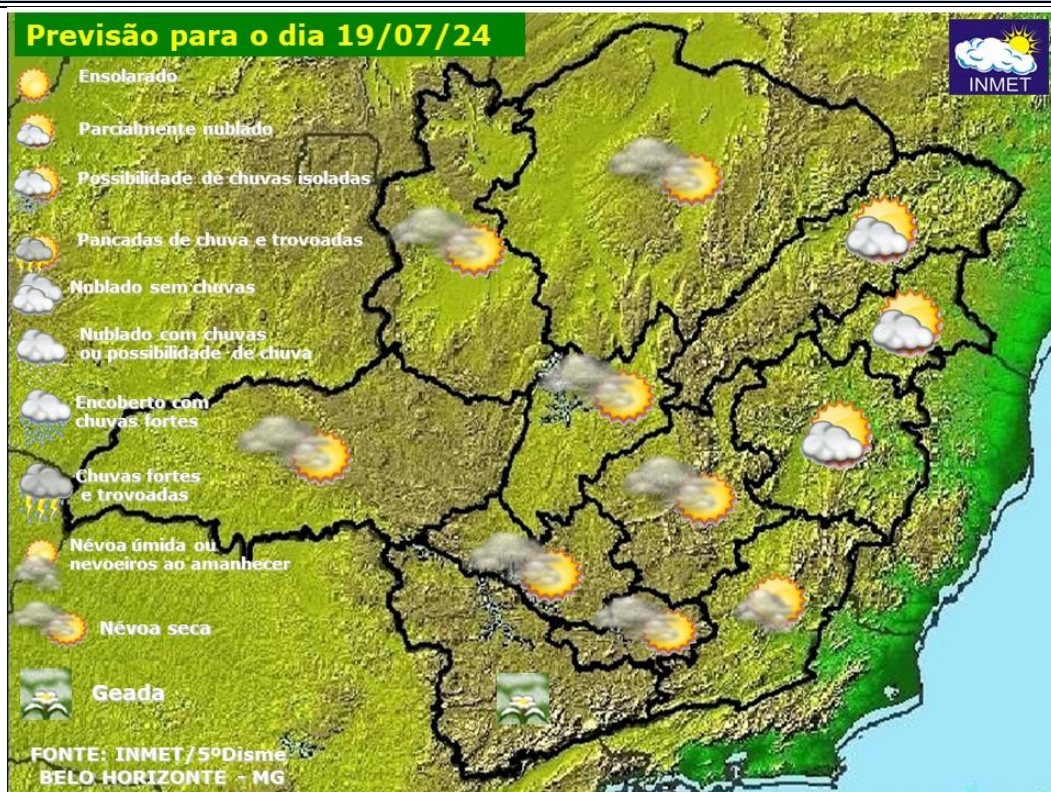 Previsão para o dia 19/07/24
INMET
Ensolarado
Parcialmente nublado
Possibilidade de chuvas isoladas
Pancadas de chuva e trovoadas
Nublado sem chuvas
Nublado com chuvas
ou possibilidade de chuva
Encoberto com
chuvas fortes
Chuvas fortes
e trovoadas
Névoa úmida ou
nevoeiros ao amanhecer
Névoa seca
Geada
FONTE: INMET/5ºDisme
BELO HORIZONTE - MG